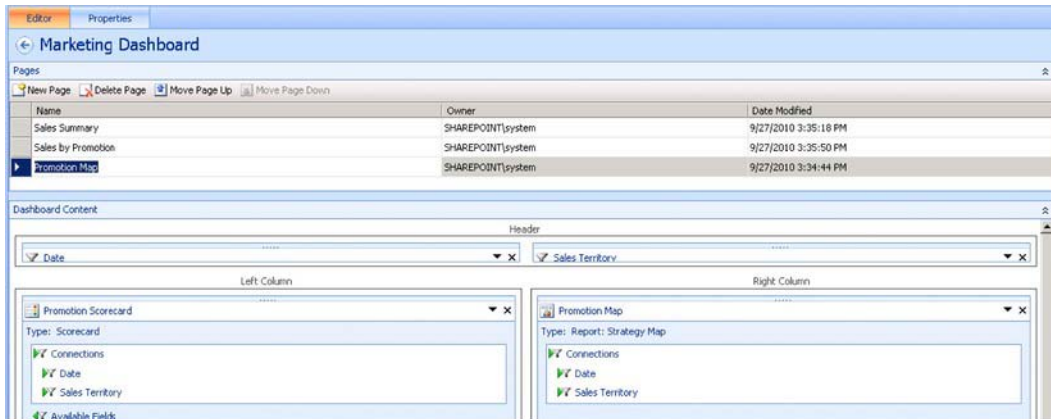 Editor Properties
Marketing Dashboard
Pages
New Page Delete Page Move Page Up Move Page Down
Name Owner Date Modified
Sales Summary SHAREPOINT\system 9/27/2010 3:35:18 PM
Sales by Promotion SHAREPOINT\system 9/27/2010 3:35:50 PM
Promotion Map SHAREPOINT\system 9/27/2010 3:34:44 PM
Dashboard Content
Header
Date Sales Territory
Left Column Right Column
Promotion Scorecard Promotion Map
Type: Scorecard Type: Report: Strategy Map
Connections Connections
Date Date
Sales Territory Sales Territory
Available Fields